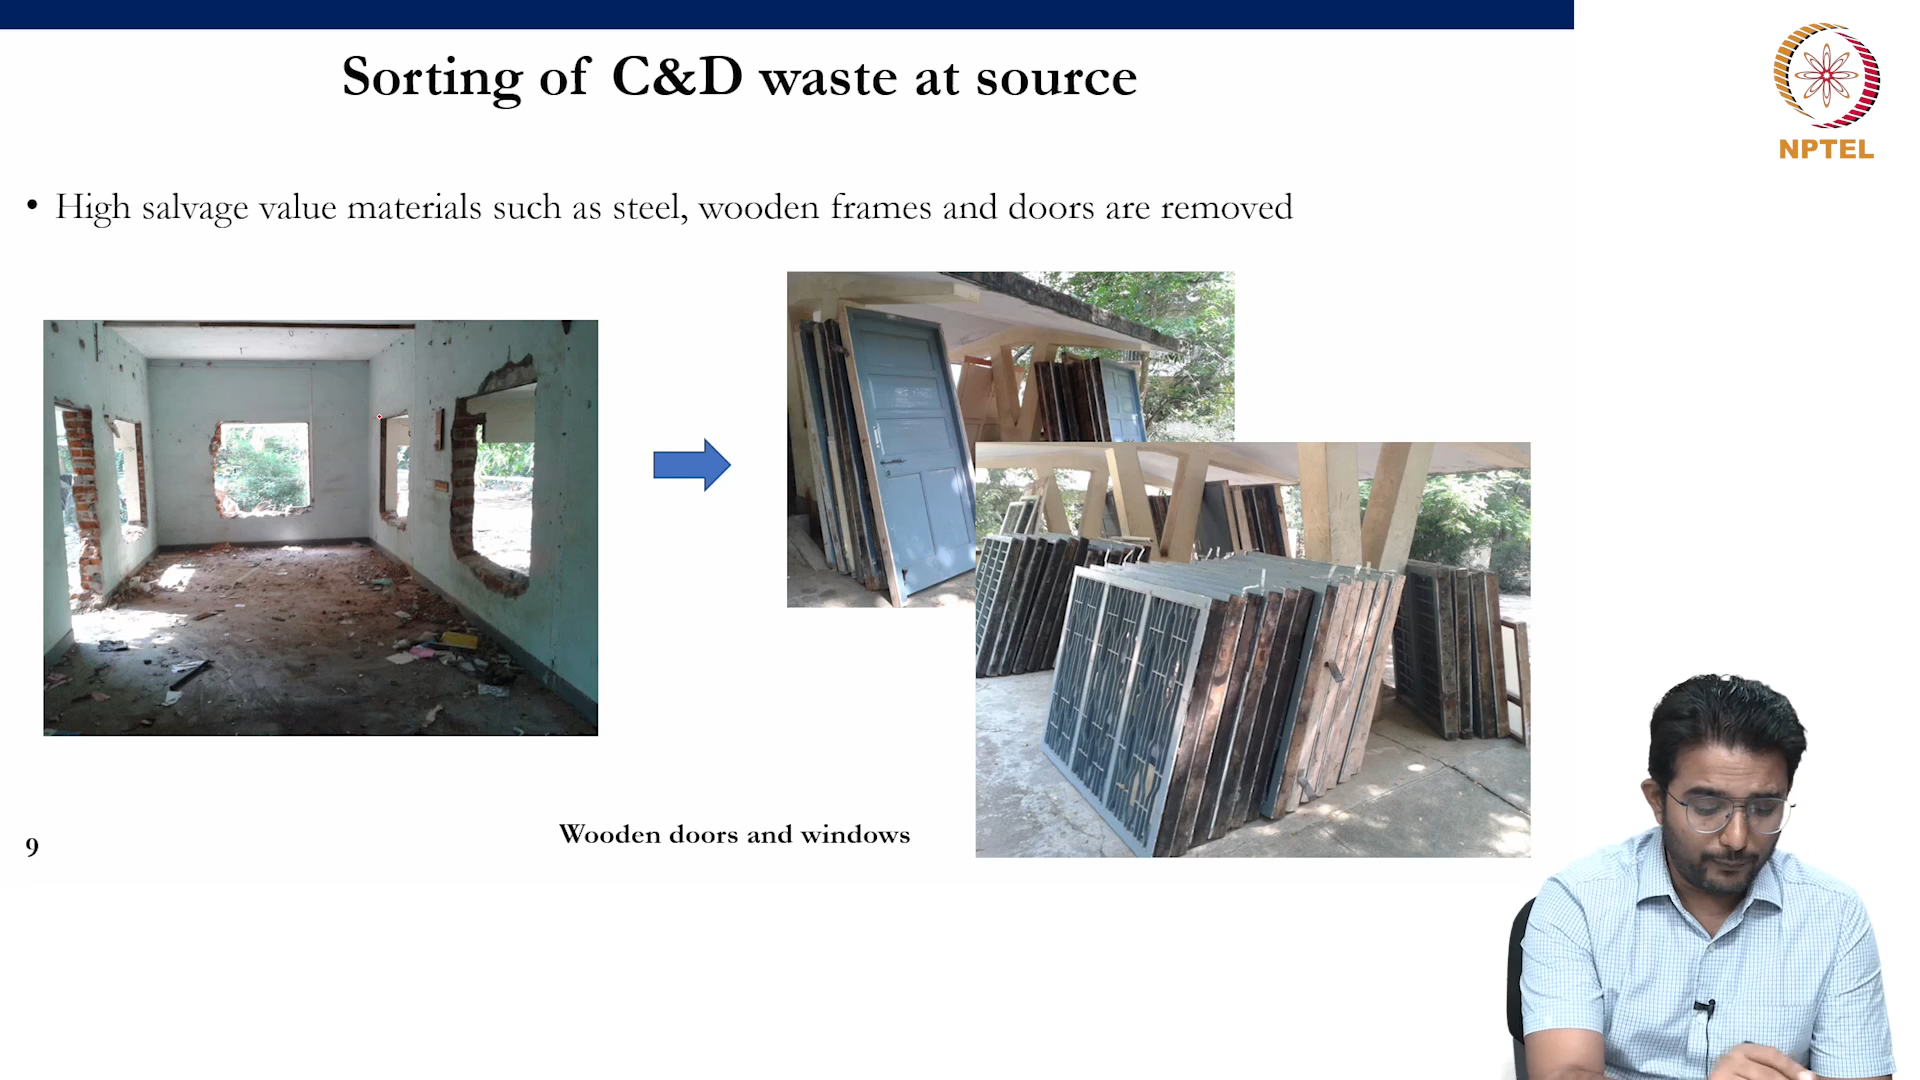 Sorting of C&D waste at source
NPTEL
• High salvage value materials such as steel, wooden frames and doors are removed
Wooden doors and windows
9